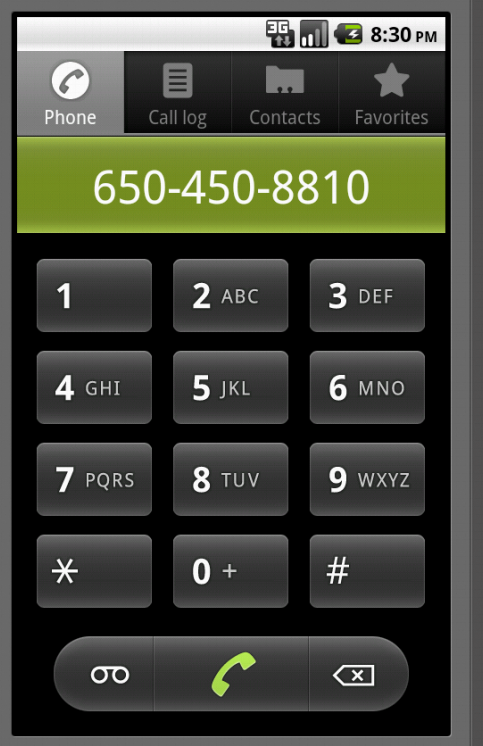 3G 8:30 PM
Phone Call log Contacts Favorites
650-450-8810
1 2 ABC 3 DEF
4 GHI 5 JKL 6 MNO
7 PQRS 8 TUV 9 WXYZ
* 0 + #